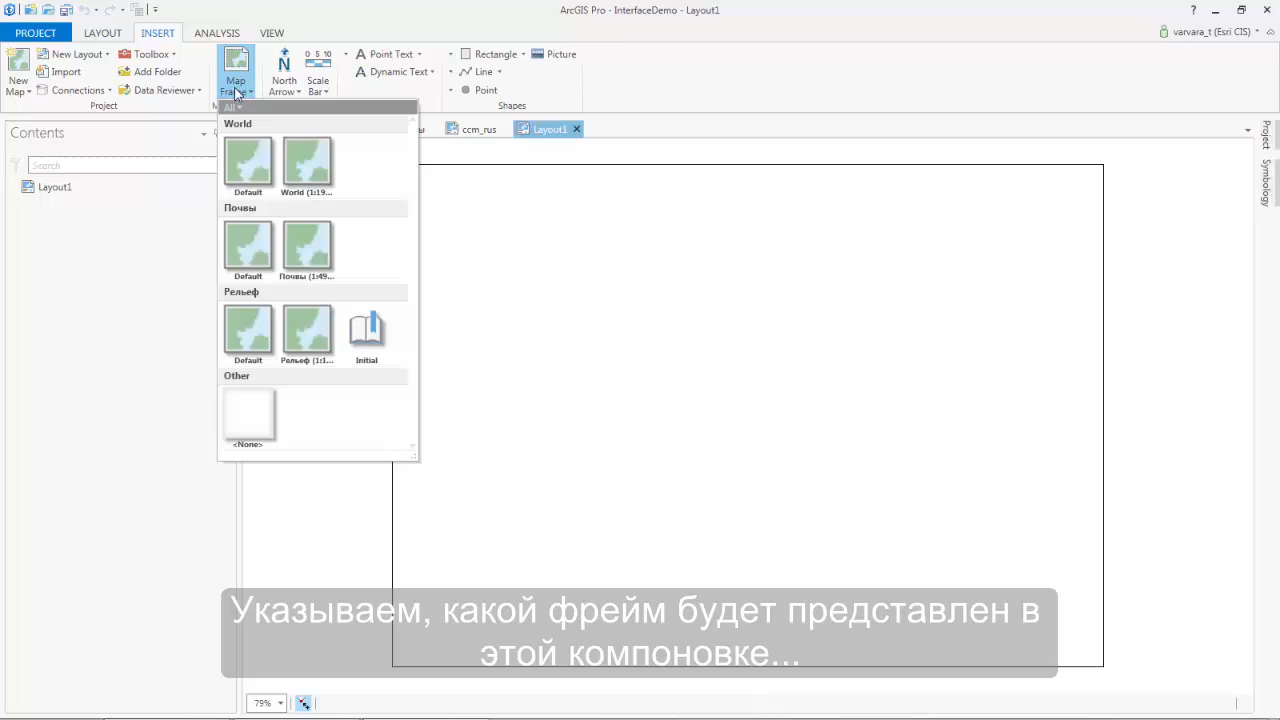 ArcGIS Pro - InterfaceDemo - Layout1
?
PROJECT LAYOUT INSERT ANALYSIS VIEW
varvara_t (Esri CIS)
New Layout Toolbox
Import Add Folder
New Map Connections Data Reviewer
Project
Map Frame
North Arrow
0 5 10
Scale Bar
A Point Text
A Dynamic Text
Rectangle Picture
Line
Point
Shapes
Contents
Search
Layout1
ccm_rus
Layout1
Project
Symbology
All
World
Default World (1:19...
Почвы
Default Почвы (1:49...
Рельеф
Default Рельеф (1:1... Initial
Other
<None>
Указываем, какой фрейм будет представлен в
этой компоновке...
79%